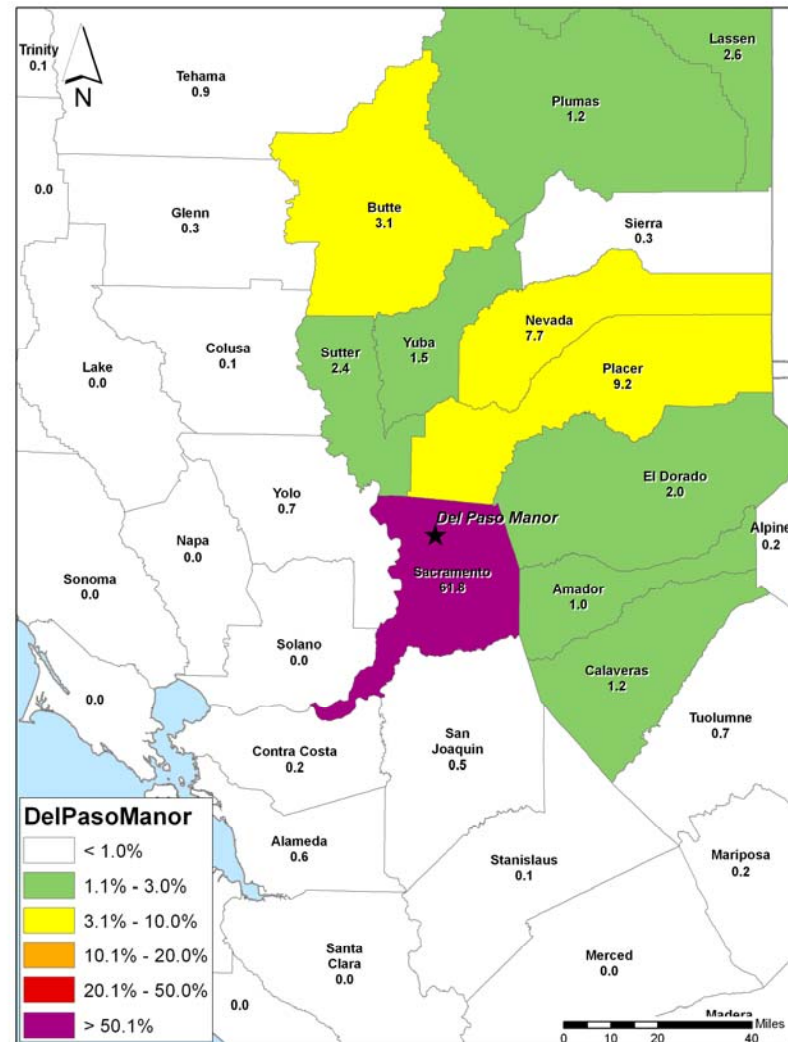 Trinity
0.1
N
Tehama
0.9
Lassen
2.6
Plumas
1.2
0.0
Glenn
0.3
Butte
3.1
Sierra
0.3
Lake
0.0
Colusa
0.1
Sutter
2.4
Yuba
1.5
Nevada
7.7
Placer
9.2
Yolo
0.7
El Dorado
2.0
Napa
0.0
Sonoma
0.0
Del Paso Manor
Sacramento
61.8
Alpine
0.2
Amador
1.0
Solano
0.0
Calaveras
1.2
0.0
Contra Costa
0.2
San
Joaquin
0.5
Tuolumne
0.7
Alameda
0.6
Stanislaus
0.1
Mariposa
0.2
Santa
Clara
0.0
Merced
0.0
0.0
Madera
DelPasoManor
< 1.0%
1.1% - 3.0%
3.1% - 10.0%
10.1% - 20.0%
20.1% - 50.0%
> 50.1%
Miles
0 5 10 20 30 40